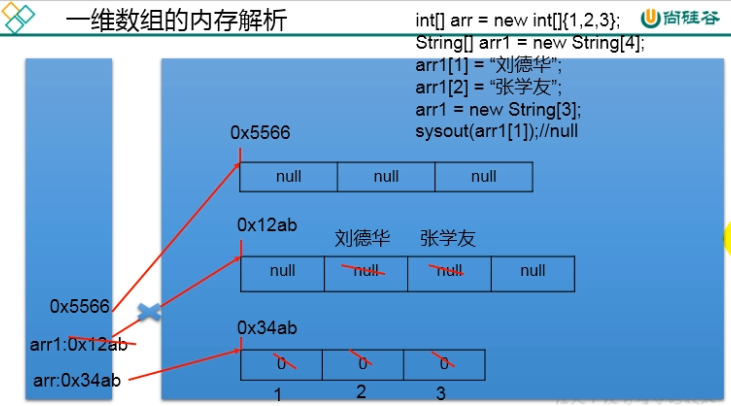 一维数组的内存解析
int[] arr = new int[]{1,2,3};
尚硅谷
String[] arr1 = new String[4];
arr1[1] = “刘德华”;
arr1[2] = “张学友”;
arr1 = new String[3];
sysout(arr1[1]);//null
0x5566
null null null
0x12ab
刘德华 张学友
null null null null
0x5566
0x34ab
arr1:0x12ab
0 0 0
arr:0x34ab
1 2 3